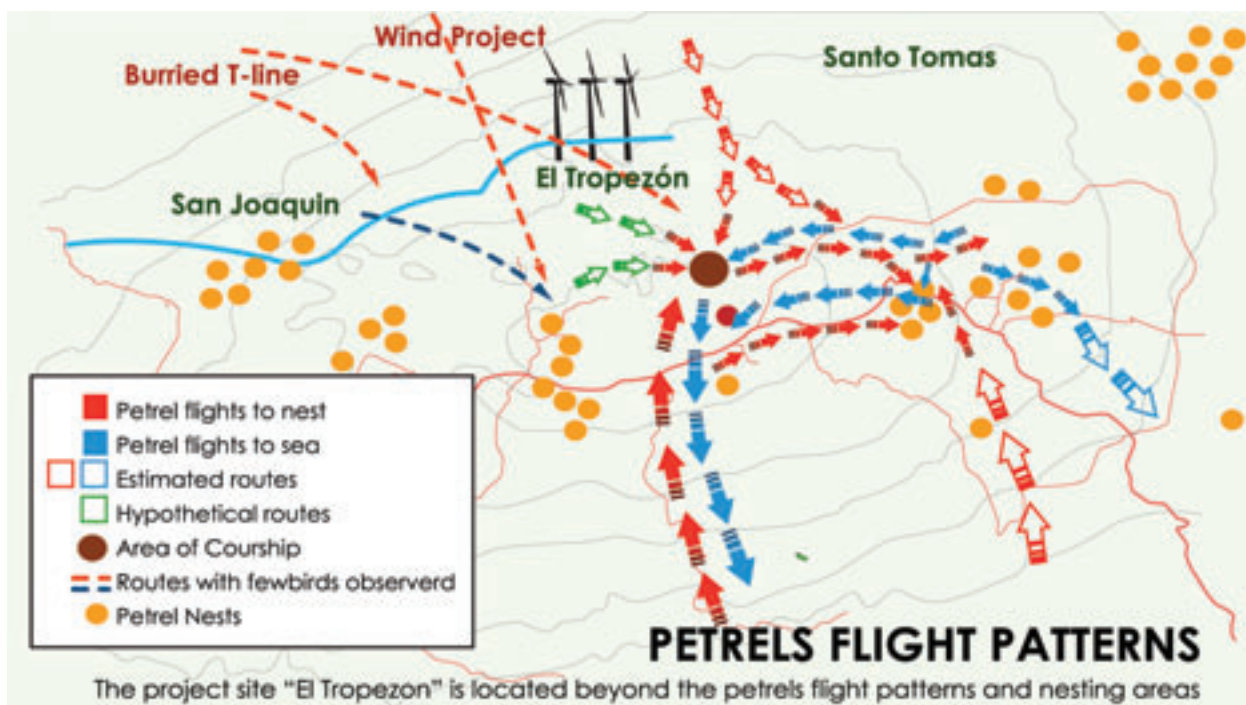 Wind Project
Santo Tomas
Burried T-line
El Tropezón
San Joaquin
Petrel flights to nest
Petrel flights to sea
Estimated routes
Hypothetical routes
Area of Courship
Routes with fewbirds observerd
Petrel Nests
PETRELS FLIGHT PATTERNS
The project site “El Tropezon” is located beyond the petrels flight patterns and nesting areas